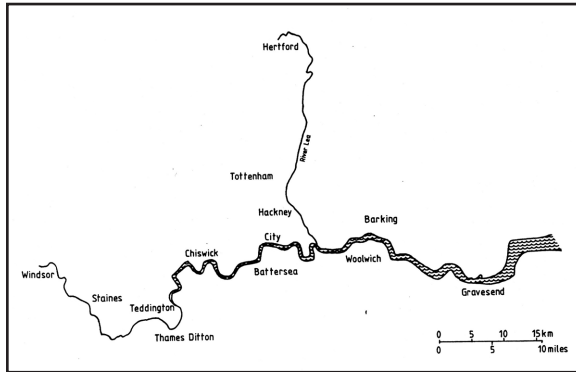 Hertford
River Lea
Tottenham
Hackney
Barking
City
Chiswick
Battersea
Woolwich
Windsor
Staines
Teddington
Gravesend
Thames Ditton
0 5 10 15 km
0 5 10 miles